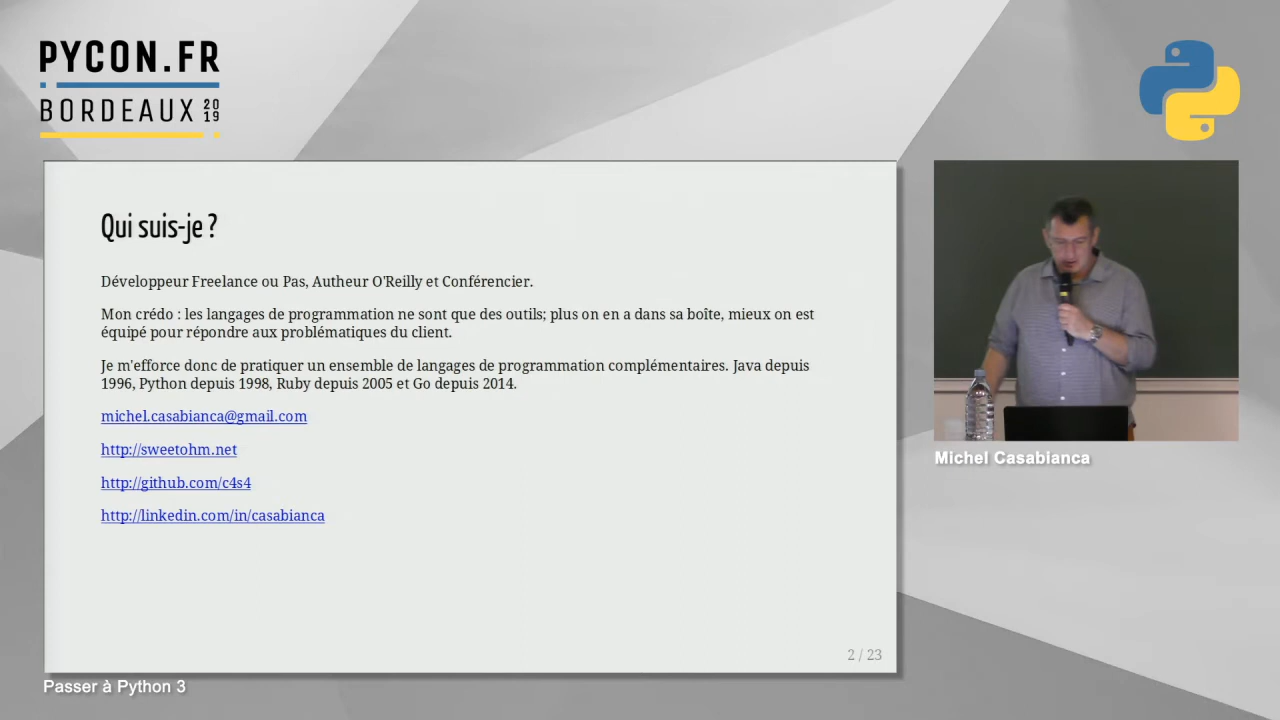 PYCON.FR
BORDEAUX 2019
Qui suis-je ?
Développeur Freelance ou Pas, Autheur O'Reilly et Conférencier.
Mon crédo : les langages de programmation ne sont que des outils; plus on en a dans sa boîte, mieux on est
équipé pour répondre aux problématiques du client.
Je m'efforce donc de pratiquer un ensemble de langages de programmation complémentaires. Java depuis
1996, Python depuis 1998, Ruby depuis 2005 et Go depuis 2014.
michel.casabianca@gmail.com
http://sweetohm.net
http://github.com/c4s4
http://linkedin.com/in/casabianca
2 / 23
Michel Casabianca
Passer à Python 3